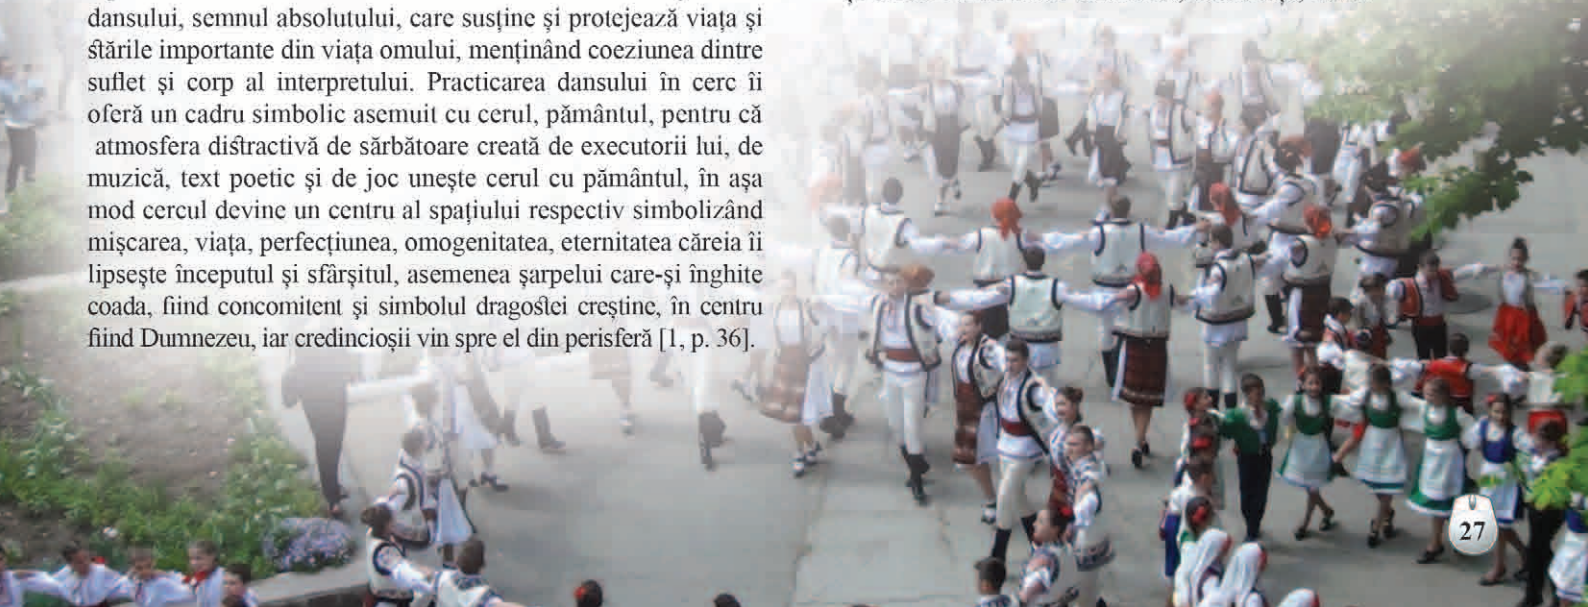 dansului, semnul absolutului, care susține și protejează viața și
stările importante din viața omului, menținând coeziunea dintre
suflet și corp al interpretului. Practicarea dansului în cerc îi
oferă un cadru simbolic asemuit cu cerul, pământul, pentru că
atmosfera distractivă de sărbătoare creată de executorii lui, de
muzică, text poetic și de joc unește cerul cu pământul, în așa
mod cercul devine un centru al spațiului respectiv simbolizând
mișcarea, viața, perfecțiunea, omogenitatea, eternitatea căreia îi
lipsește începutul și sfârșitul, asemenea șarpelui care-și înghite
coada, fiind concomitent și simbolul dragostei creștine, în centru
fiind Dumnezeu, iar credincioșii vin spre el din perisferă [1, p. 36].
27